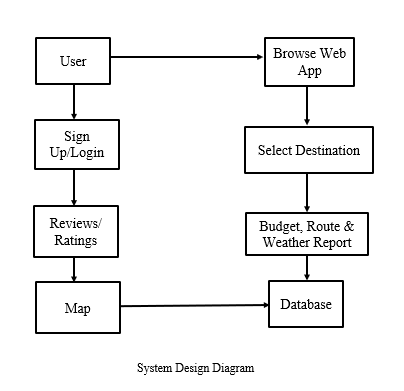 User
Browse Web
App
Sign
Up/Login
Select Destination
Reviews/
Ratings
Budget, Route &
Weather Report
Map
Database
System Design Diagram